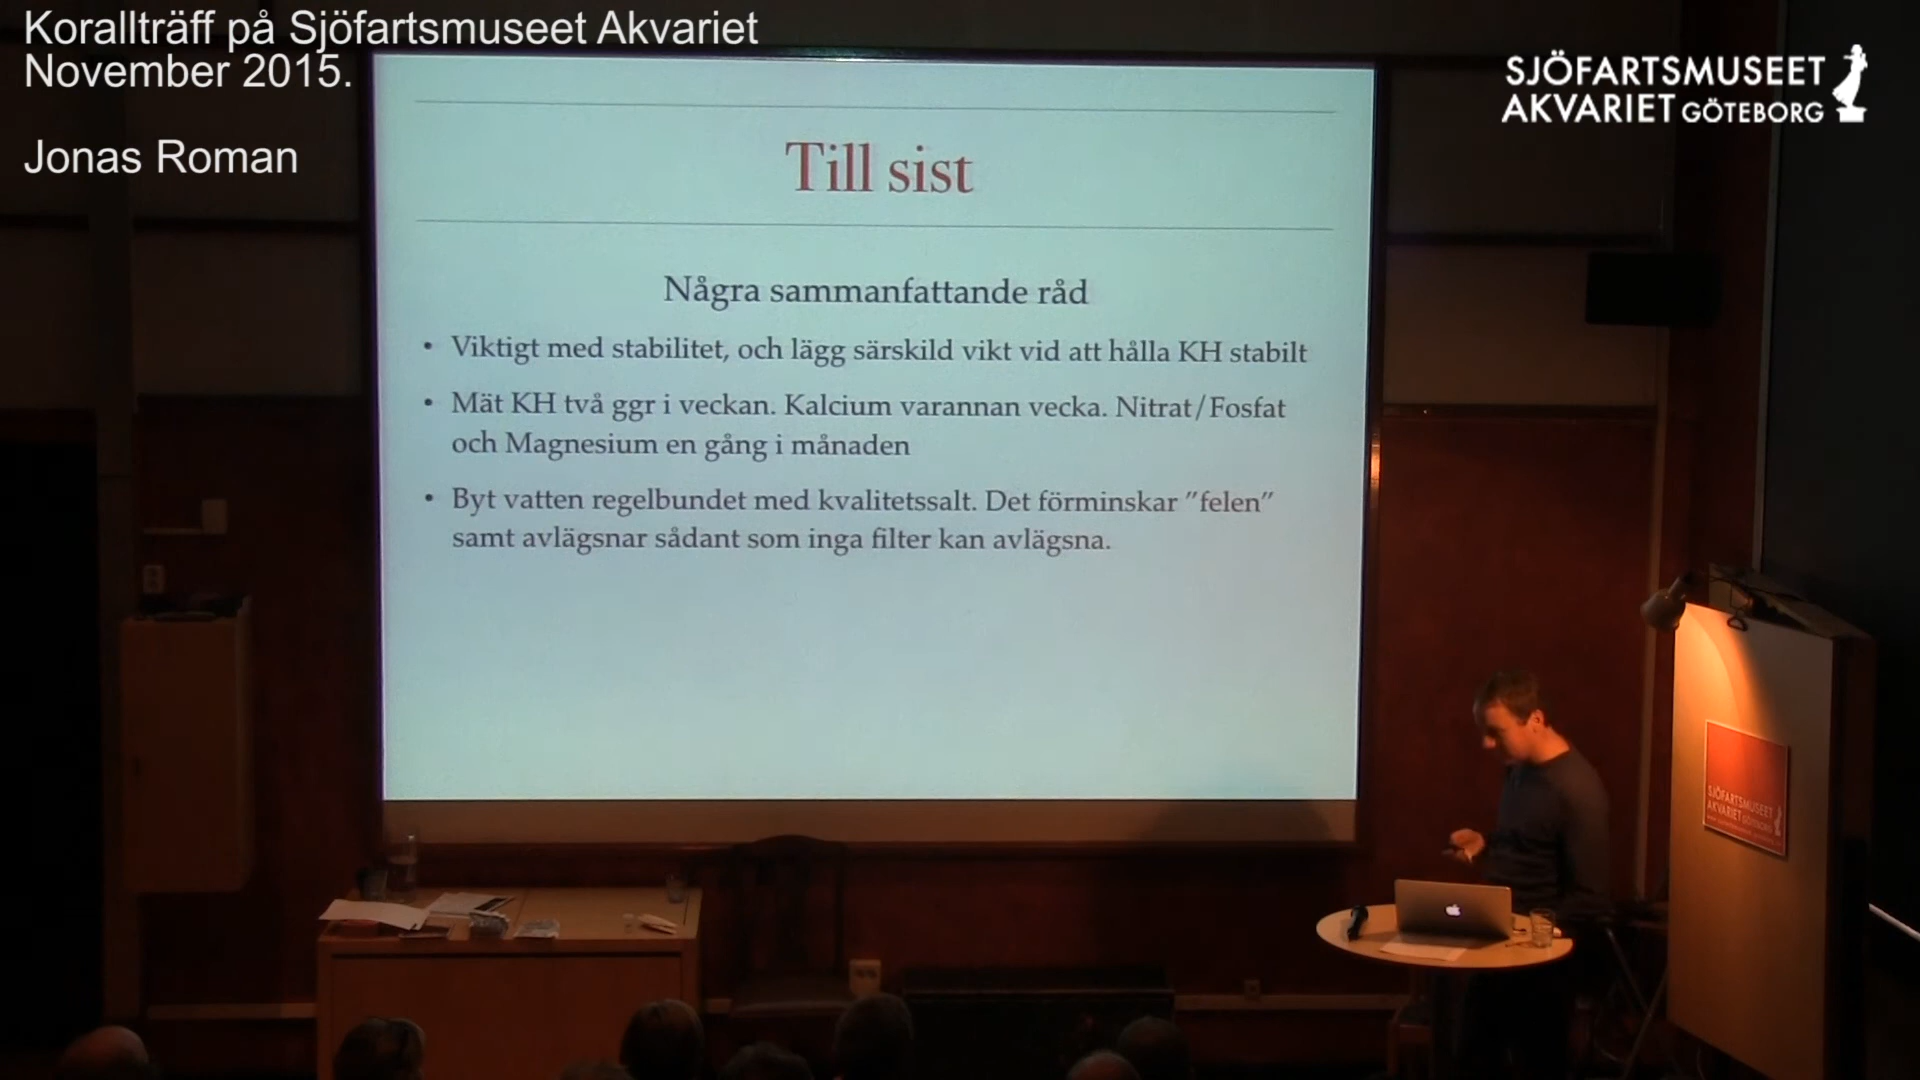 Korallträff på Sjöfartsmuseet Akvariet
November 2015.
Jonas Roman
SJÖFARTSMUSEET
AKVARIET GÖTEBORG
Till sist
Några sammanfattande råd
• Viktigt med stabilitet, och lägg särskild vikt vid att hålla KH stabilt
• Mät KH två ggr i veckan. Kalcium varannan vecka. Nitrat/Fosfat
och Magnesium en gång i månaden
• Byt vatten regelbundet med kvalitetssalt. Det förminskar "felen"
samt avlägsnar sådant som inga filter kan avlägsna.
SJÖFARTSMUSEET
AKVARIET GÖTEBORG